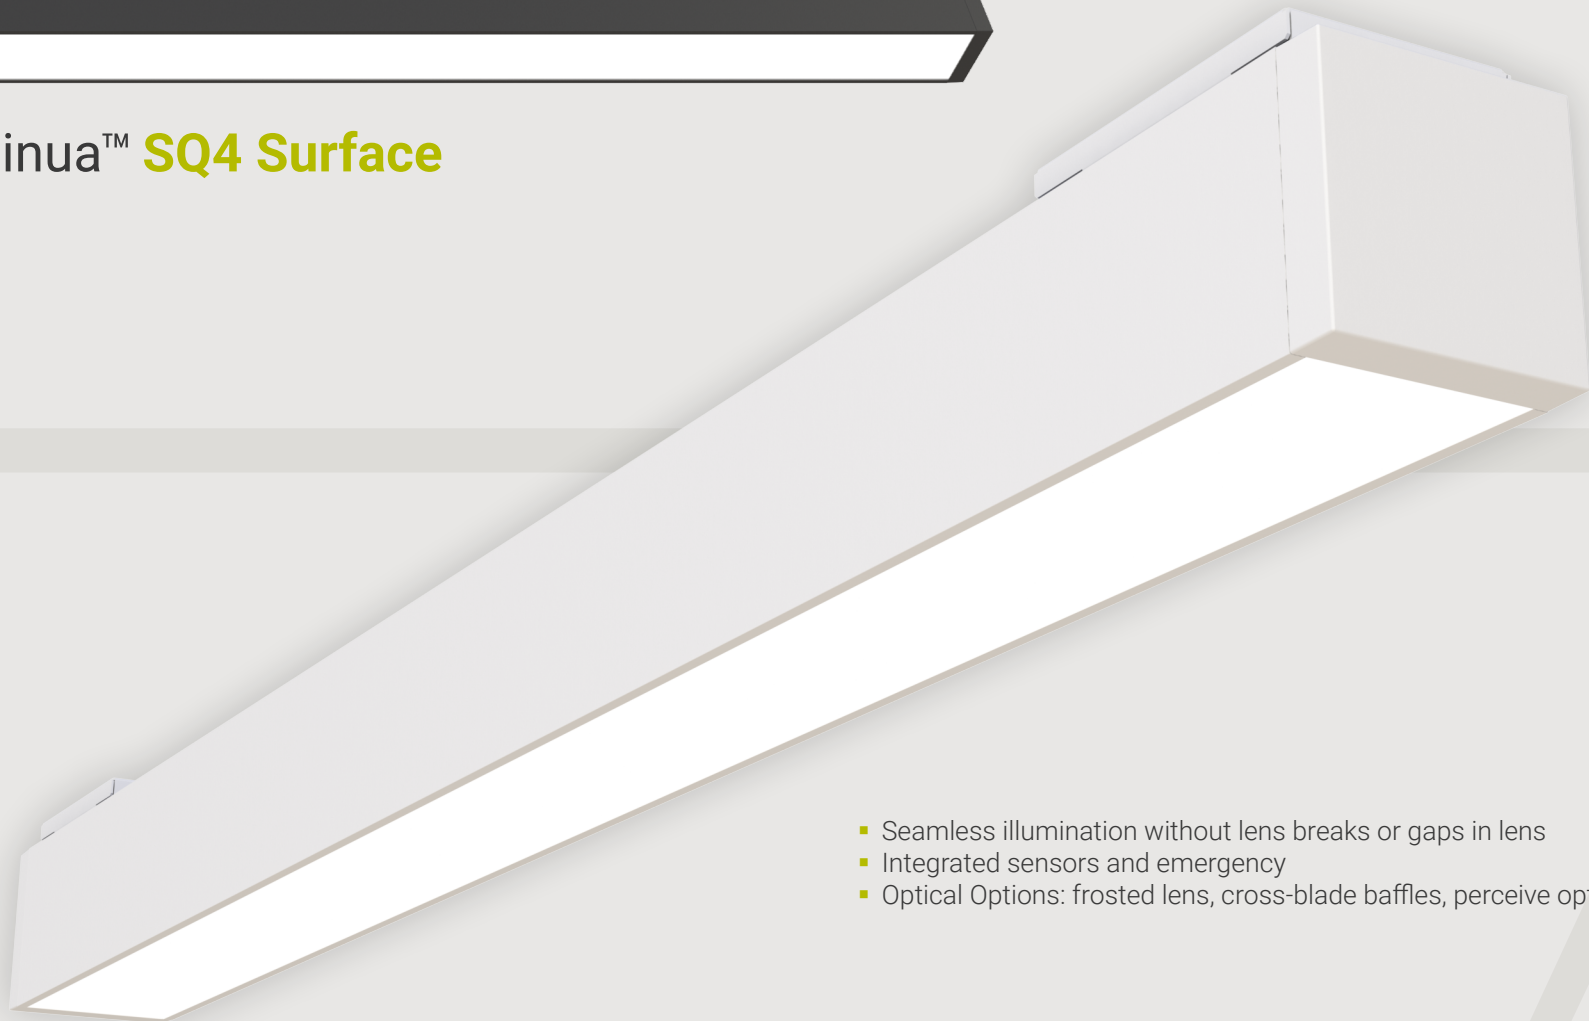 inua™ SQ4 Surface
Seamless illumination without lens breaks or gaps in lens
Integrated sensors and emergency
Optical Options: frosted lens, cross-blade baffles, perceive op